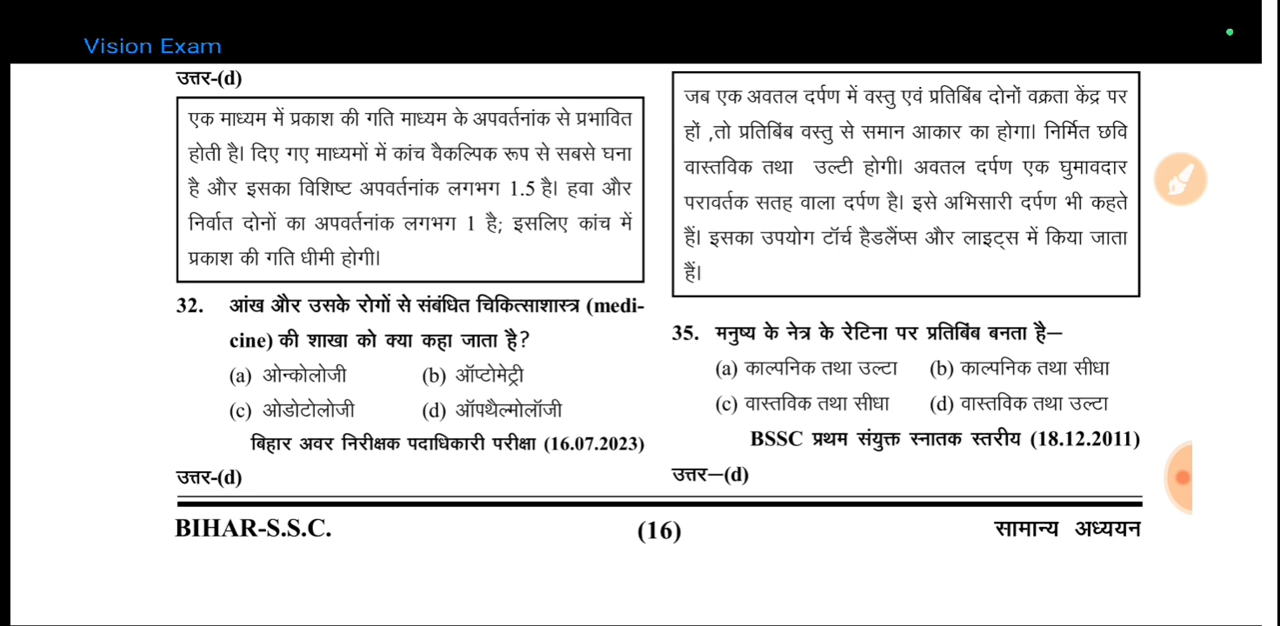 Vision Exam
उत्तर-(d)
एक माध्यम में प्रकाश की गति माध्यम के अपवर्तनांक से प्रभावित
होती है। दिए गए माध्यमों में कांच वैकल्पिक रूप से सबसे घना
है और इसका विशिष्ट अपवर्तनांक लगभग 1.5 है। हवा और
निर्वात दोनों का अपवर्तनांक लगभग 1 है; इसलिए कांच में
प्रकाश की गति धीमी होगी।
32. आंख और उसके रोगों से संबंधित चिकित्साशास्त्र (medi-
cine) की शाखा को क्या कहा जाता है?
(a) ओन्कोलोजी (b) ऑप्टोमेट्री
(c) ओडोटोलोजी (d) ऑपथैल्मोलॉजी
बिहार अवर निरीक्षक पदाधिकारी परीक्षा (16.07.2023)
उत्तर-(d)
जब एक अवतल दर्पण में वस्तु एवं प्रतिबिंब दोनों वक्रता केंद्र पर
हों ,तो प्रतिबिंब वस्तु से समान आकार का होगा। निर्मित छवि
वास्तविक तथा उल्टी होगी। अवतल दर्पण एक घुमावदार
परावर्तक सतह वाला दर्पण है। इसे अभिसारी दर्पण भी कहते
हैं। इसका उपयोग टॉर्च हैडलैंप्स और लाइट्स में किया जाता
हैं।
35. मनुष्य के नेत्र के रेटिना पर प्रतिबिंब बनता है–
(a) काल्पनिक तथा उल्टा (b) काल्पनिक तथा सीधा
(c) वास्तविक तथा सीधा (d) वास्तविक तथा उल्टा
BSSC प्रथम संयुक्त स्नातक स्तरीय (18.12.2011)
उत्तर–(d)
BIHAR-S.S.C. (16) सामान्य अध्ययन